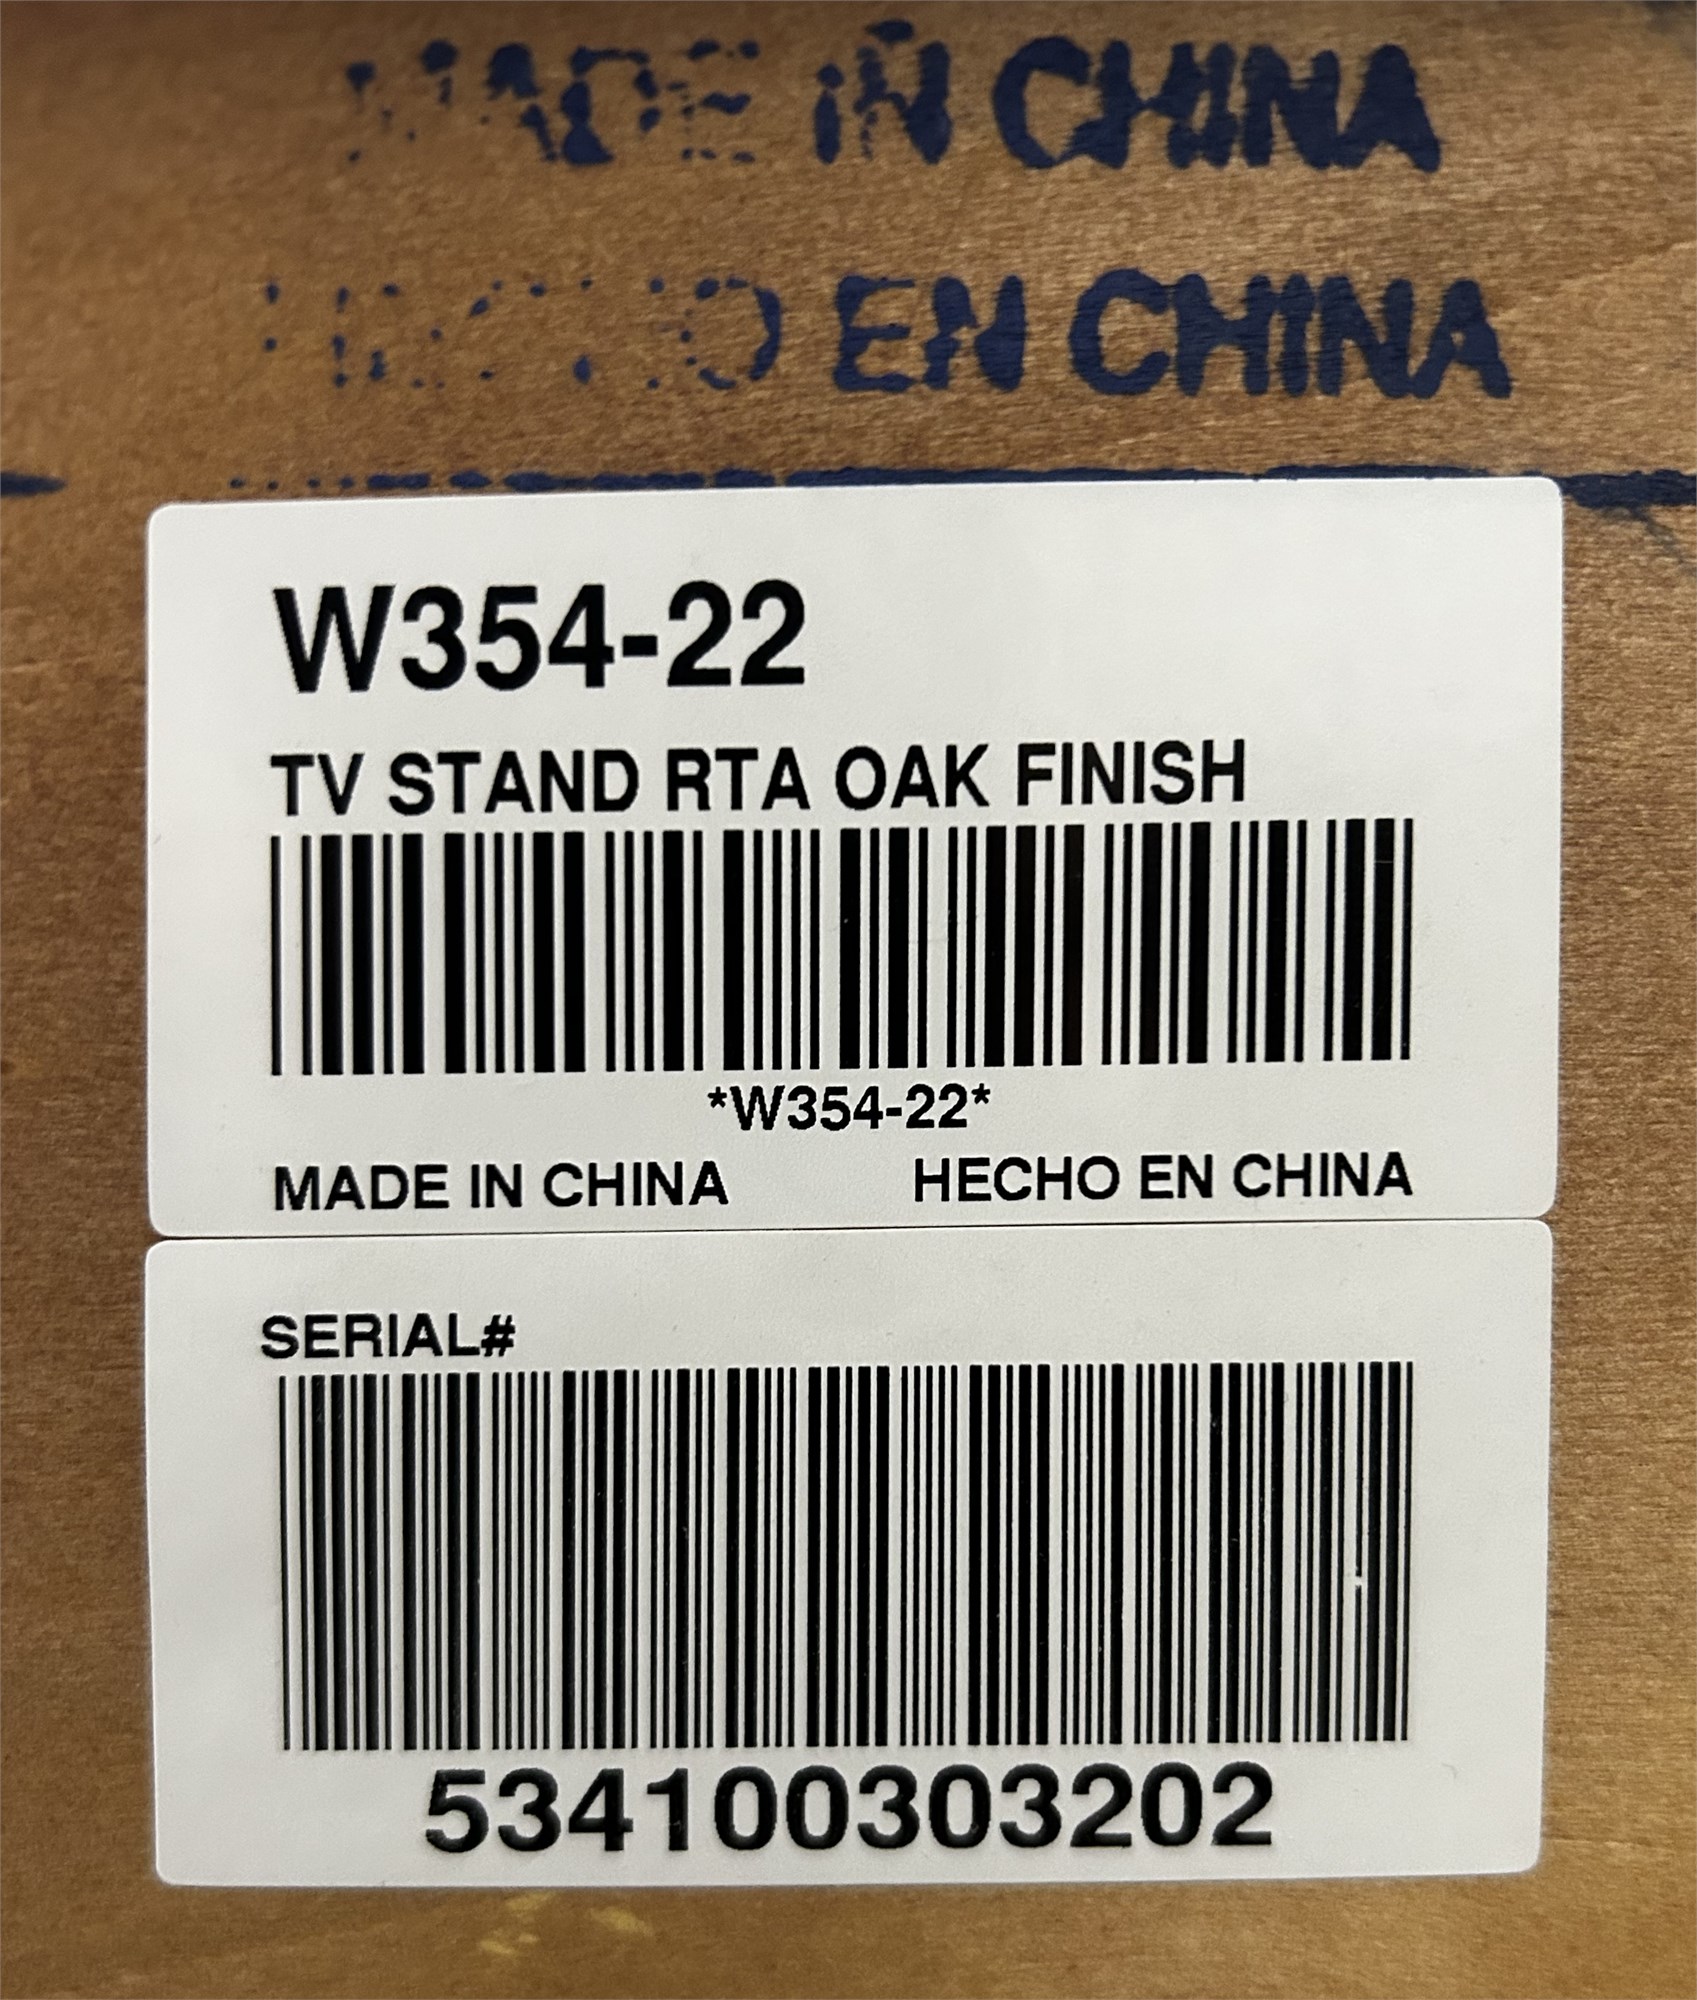 MADE IN CHINA
HECHO EN CHINA
W354-22
TV STAND RTA OAK FINISH
*W354-22*
MADE IN CHINA HECHO EN CHINA
SERIAL#
534100303202